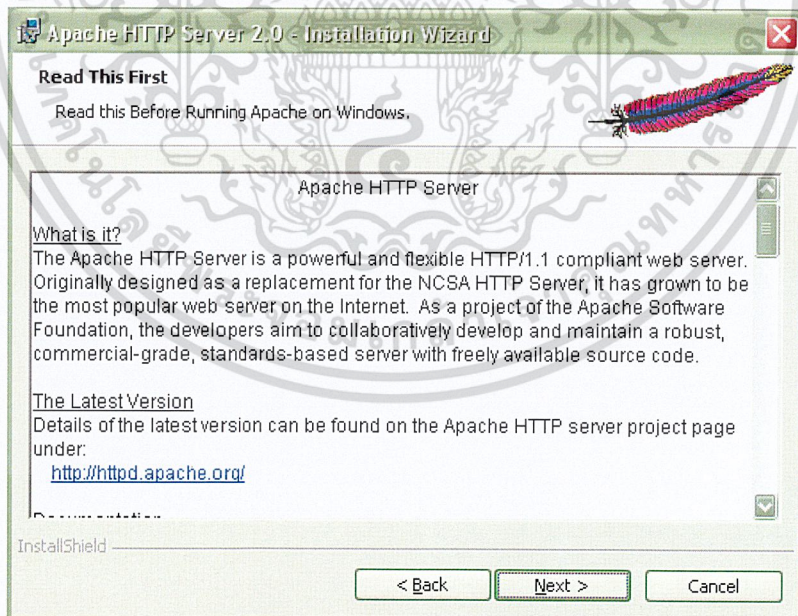 Apache HTTP Server 2.0 - Installation Wizard
Read This First
Read this Before Running Apache on Windows.
Apache HTTP Server
What is it?
The Apache HTTP Server is a powerful and flexible HTTP/1.1 compliant web server.
Originally designed as a replacement for the NCSA HTTP Server, it has grown to be
the most popular web server on the Internet. As a project of the Apache Software
Foundation, the developers aim to collaboratively develop and maintain a robust,
commercial-grade, standards-based server with freely available source code.
The Latest Version
Details of the latest version can be found on the Apache HTTP server project page
under:
http://httpd.apache.org/
InstallShield
< Back
Next >
Cancel